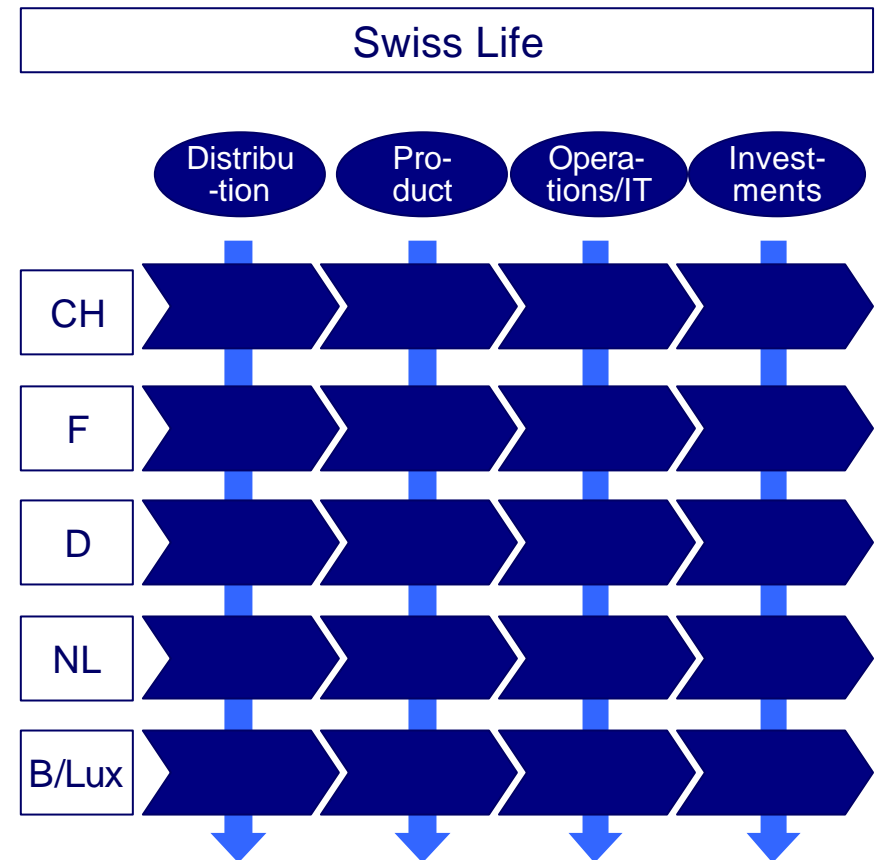 Swiss Life
Distribu
-tion
Pro-
duct
Opera-
tions/IT
Invest-
ments
CH
F
D
NL
B/Lux